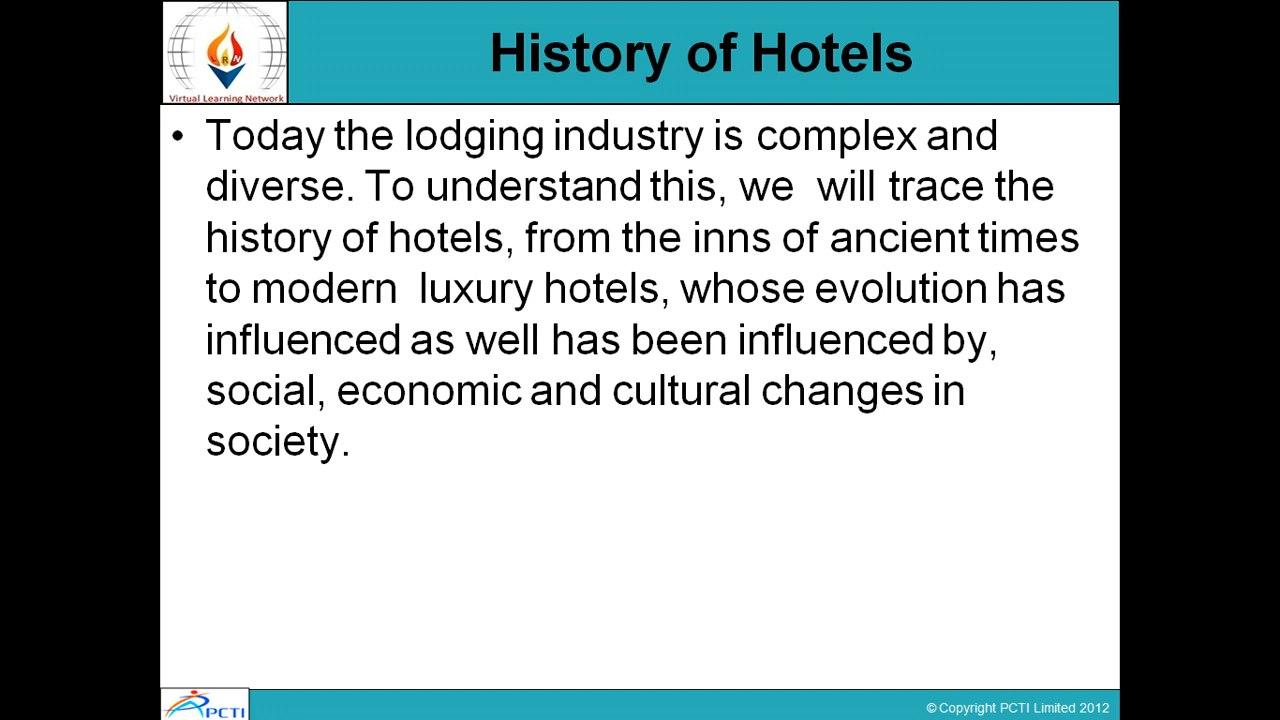 History of Hotels
LRN
Virtual Learning Network
• Today the lodging industry is complex and
diverse. To understand this, we will trace the
history of hotels, from the inns of ancient times
to modern luxury hotels, whose evolution has
influenced as well has been influenced by,
social, economic and cultural changes in
society.
PCTI
© Copyright PCTI Limited 2012